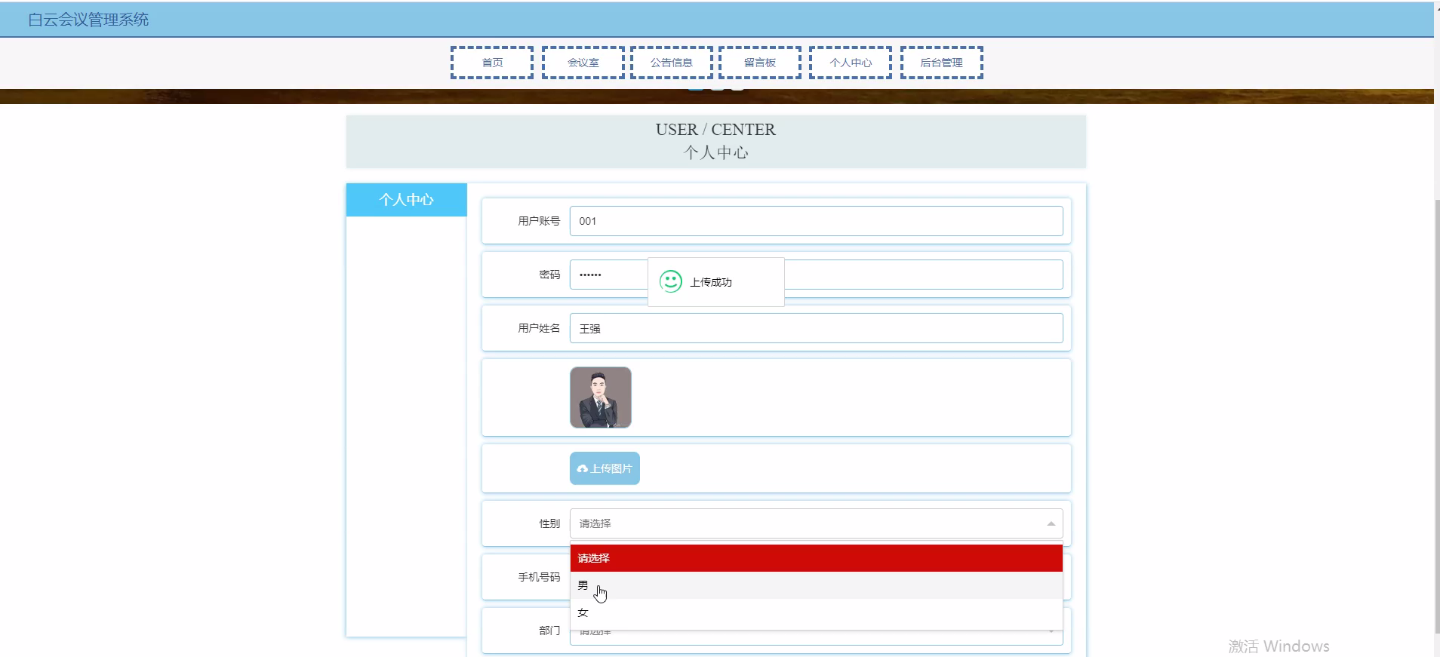 白云会议管理系统
首页 会议室 公告信息 留言板 个人中心 后台管理
USER / CENTER
个人中心
个人中心
用户账号 001
密码 ••••••
上传成功
用户姓名 王强
上传图片
性别 请选择
请选择
男
手机号码
女
部门 请选择
激活 Windows